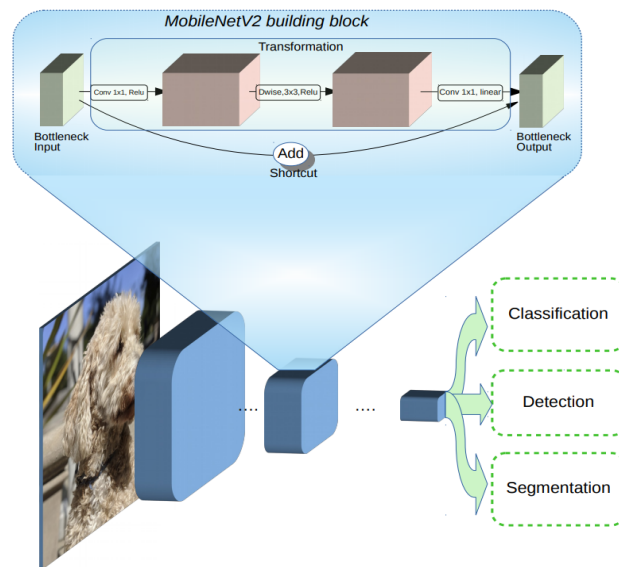 MobileNetV2 building block
Transformation
Conv 1x1, Relu
Dwise,3x3,Relu
Conv 1x1, linear
Bottleneck
Input
Bottleneck
Output
Add
Shortcut
....
....
Classification
Detection
Segmentation